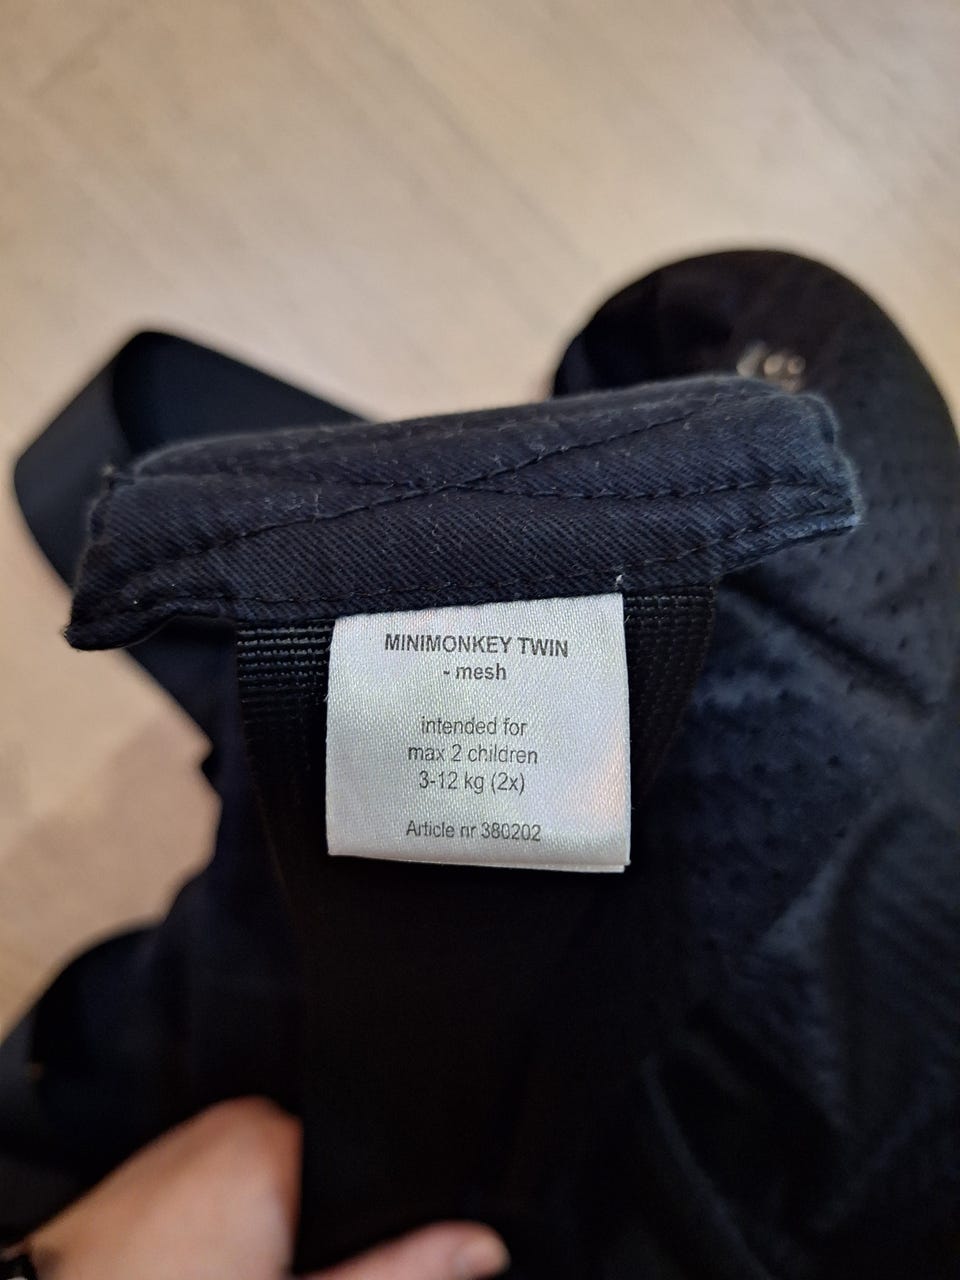 MINIMONKEY TWIN
- mesh
intended for
max 2 children
3-12 kg (2x)
Article nr 380202